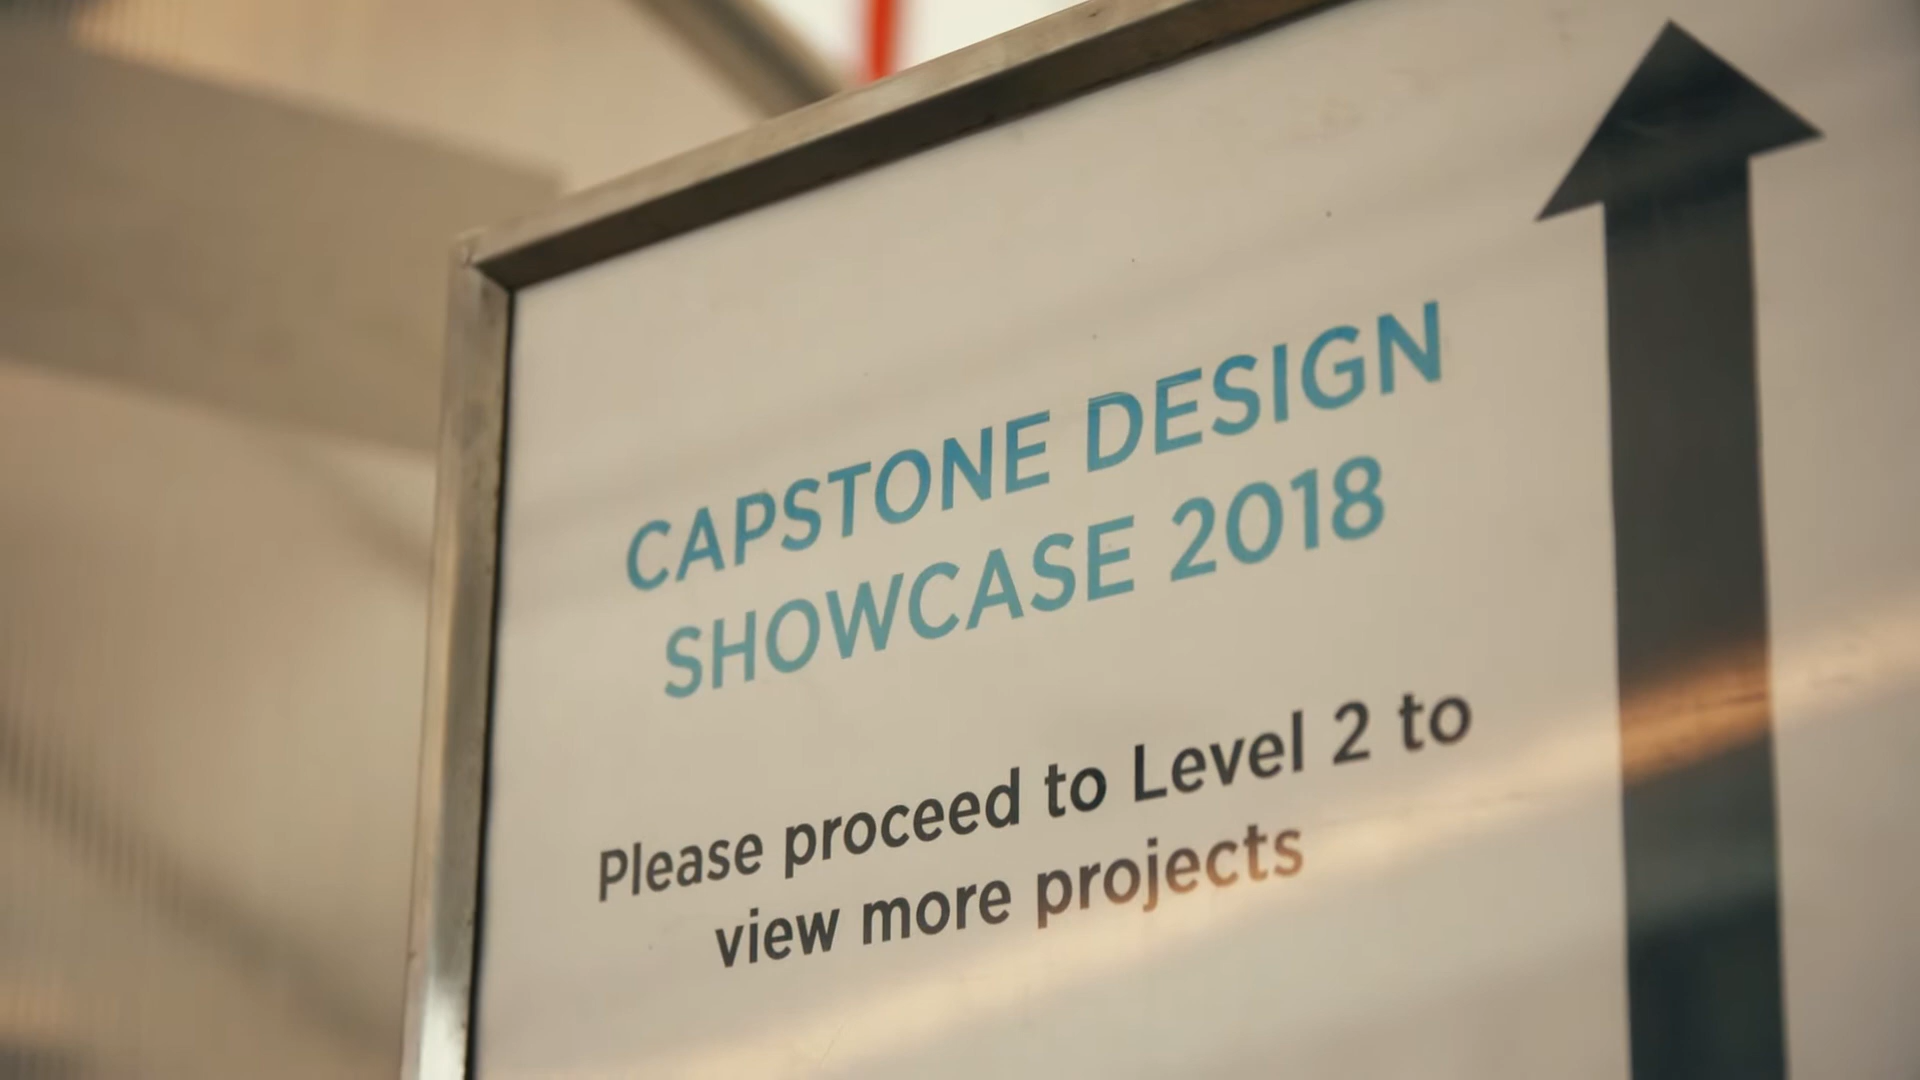 CAPSTONE DESIGN
SHOWCASE 2018
Please proceed to Level 2 to
view more projects